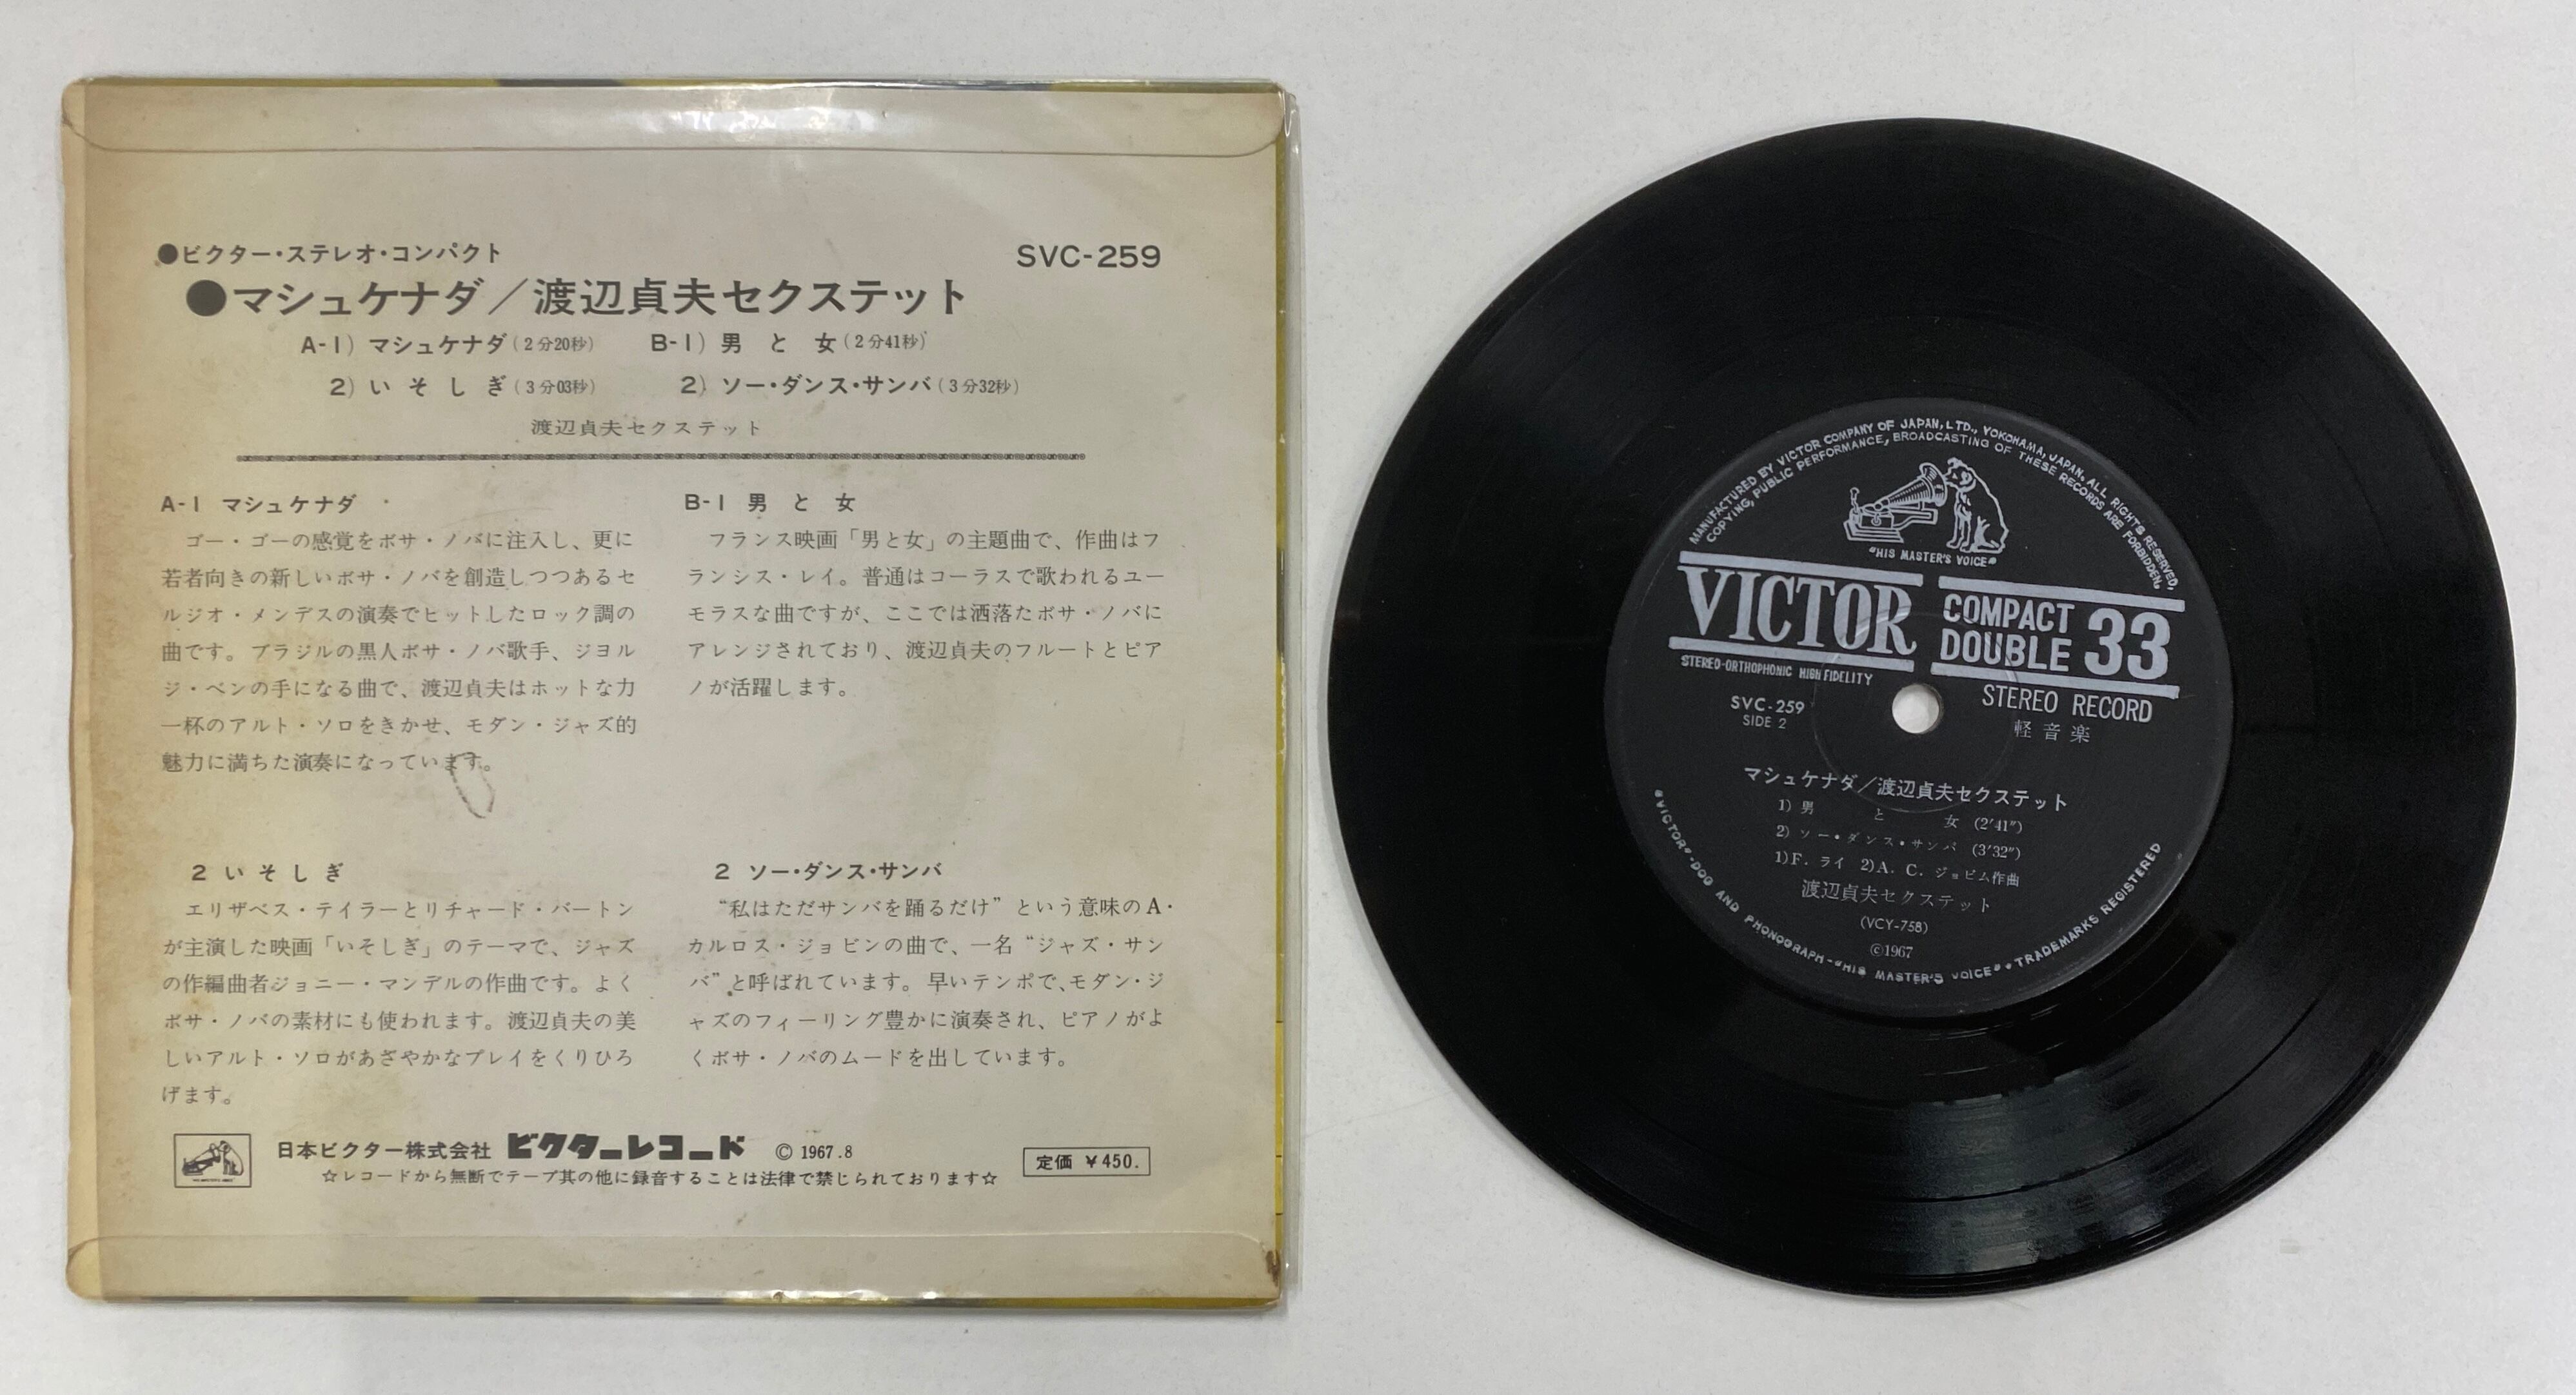 ●ビクター・ステレオ・コンパクト
SVC-259
●マシュケナダ／渡辺貞夫セクステット
A-1) マシュケナダ(2分20秒)
2) いそしぎ(3分03秒)
B-1) 男と女(2分41秒)
2) ソー・ダンス・サンバ(3分32秒)
渡辺貞夫セクステット
A-1 マシュケナダ
ゴー・ゴーの感覚をボサ・ノバに注入し、更に
若者向きの新しいボサ・ノバを創造しつつあるセ
ルジオ・メンデスの演奏でヒットしたロック調の
曲です。ブラジルの黒人ボサ・ノバ歌手、ジョル
ジ・ベンの手になる曲で、渡辺貞夫はホットな力
一杯のアルト・ソロをきかせ、モダン・ジャズ的
魅力に満ちた演奏になっています。
2 いそしぎ
エリザベス・テイラーとリチャード・バートン
が主演した映画「いそしぎ」のテーマで、ジャズ
の作編曲者ジョニー・マンデルの作曲です。よく
ボサ・ノバの素材にも使われます。渡辺貞夫の美
しいアルト・ソロがあざやかなプレイをくりひろ
げます。
B-1 男と女
フランス映画「男と女」の主題曲で、作曲はフ
ランシス・レイ。普通はコーラスで歌われるユー
モラスな曲ですが、ここでは洒落たボサ・ノバに
アレンジされており、渡辺貞夫のフルートとピア
ノが活躍します。
2 ソー・ダンス・サンバ
“私はただサンバを踊るだけ”という意味のA・
カルロス・ジョビンの曲で、一名“ジャズ・サン
バ”と呼ばれています。早いテンポで、モダン・ジ
ャズのフィーリング豊かに演奏され、ピアノがよ
くボサ・ノバのムードを出しています。
日本ビクター株式会社 ビクターレコード © 1967.8
☆レコードから無断でテープ其の他に録音することは法律で禁じられております☆
定価 ￥450.
MANUFACTURED BY VICTOR COMPANY OF JAPAN, LTD., YOKOHAMA, JAPAN, ALL RIGHTS RESERVED,
COPYING, PUBLIC PERFORMANCE, BROADCASTING OF THESE RECORDS ARE FORBIDDEN.
“HIS MASTER'S VOICE”
VICTOR
COMPACT
DOUBLE 33
STEREO-ORTHOPHONIC HIGH FIDELITY
STEREO RECORD
軽音楽
SVC-259
SIDE 2
マシュケナダ／渡辺貞夫セクステット
1) 男と女 (2′41″)
2) ソー・ダンス・サンバ (3′32″)
1)F. ライ 2)A. C. ジョビム作曲
渡辺貞夫セクステット
(VCY-758)
©1967
“VICTOR”-DOG AND PHONOGRAPH-“HIS MASTER'S VOICE”•TRADEMARKS REGISTERED